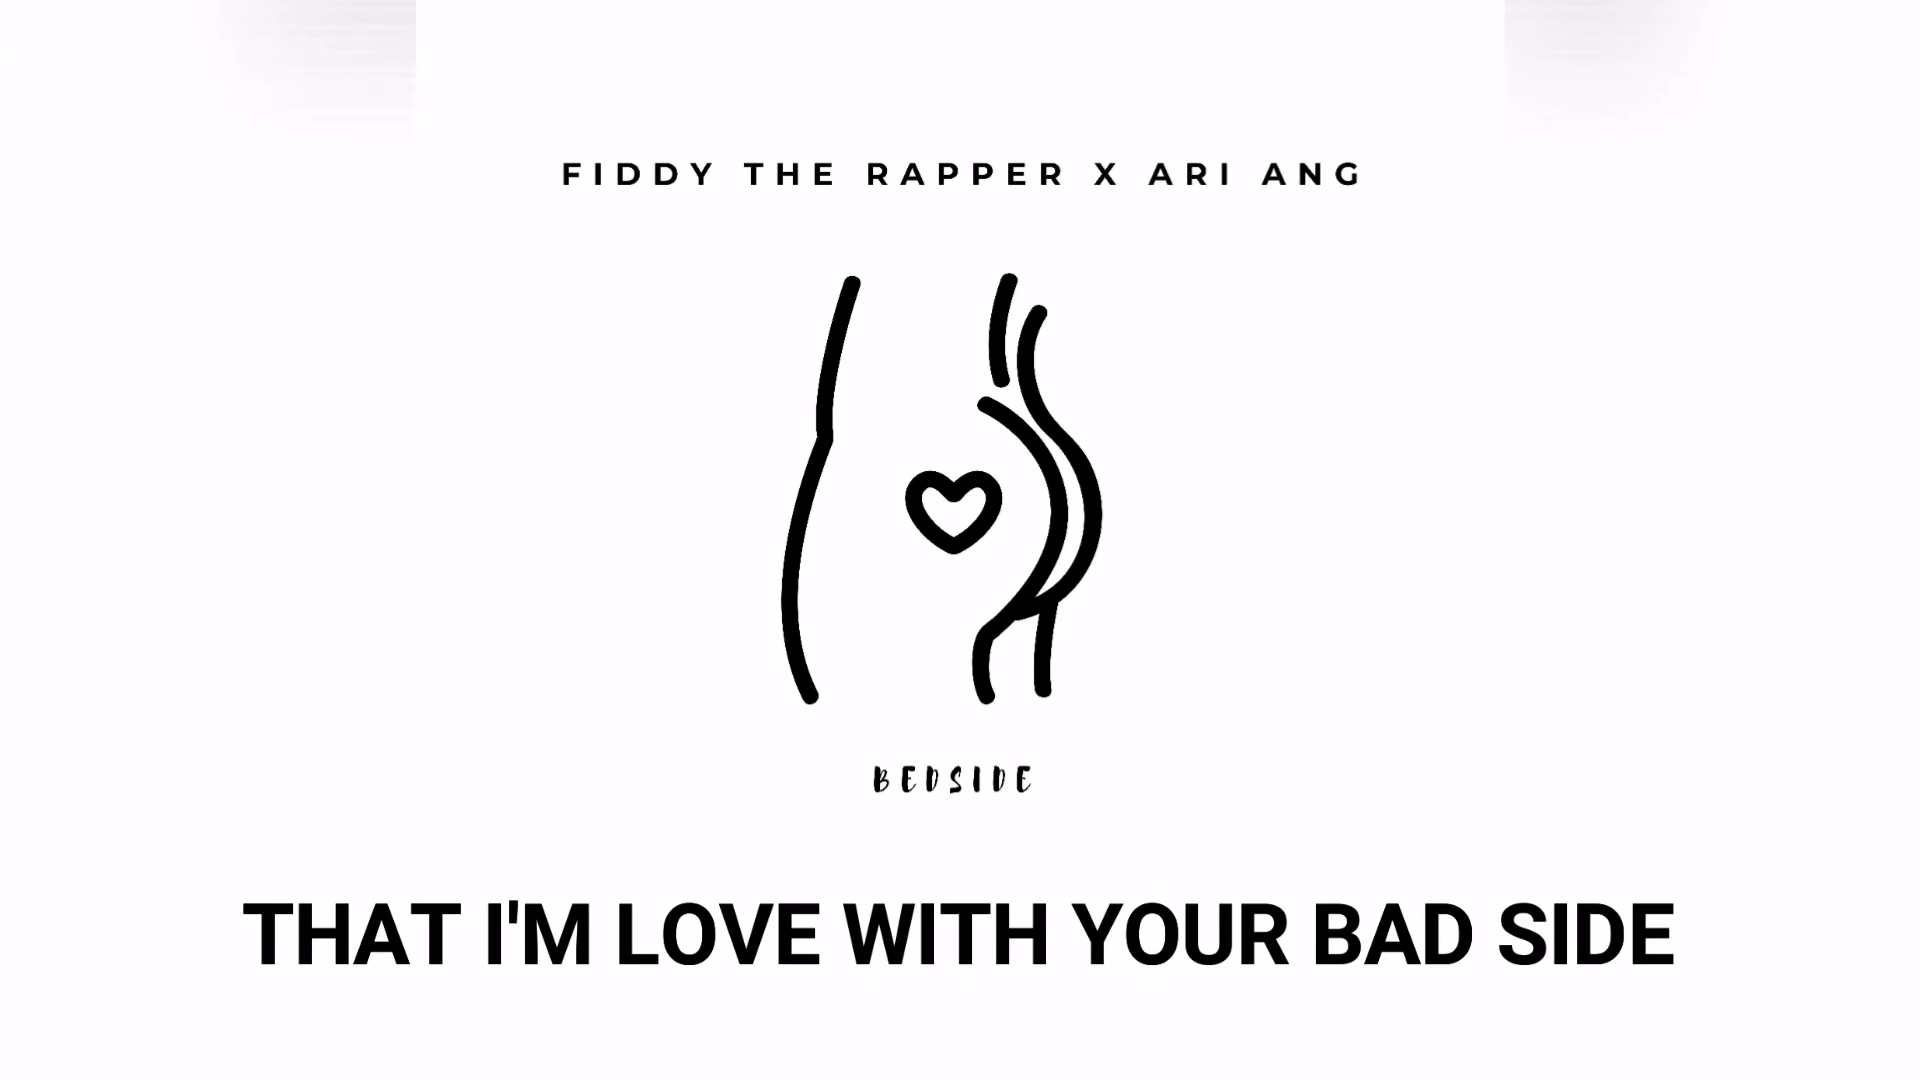 FIDDY THE RAPPER X ARI ANG
BEDSIDE
THAT I'M LOVE WITH YOUR BAD SIDE